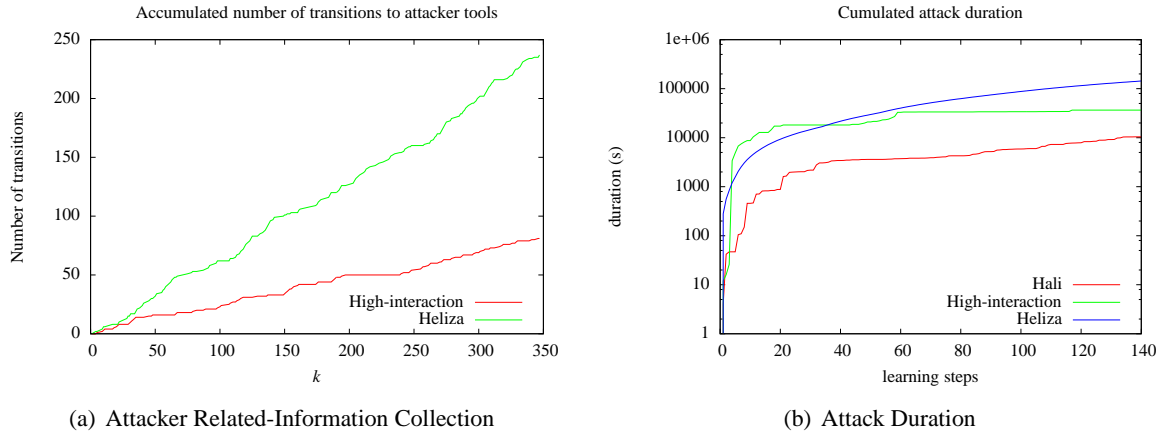 Accumulated number of transitions to attacker tools
250
200
150
100
50
0
Number of transitions
High-interaction
Heliza
0 50 100 150 200 250 300 350
k
(a) Attacker Related-Information Collection
Cumulated attack duration
1e+06
100000
10000
1000
100
10
1
duration (s)
Hali
High-interaction
Heliza
0 20 40 60 80 100 120 140
learning steps
(b) Attack Duration